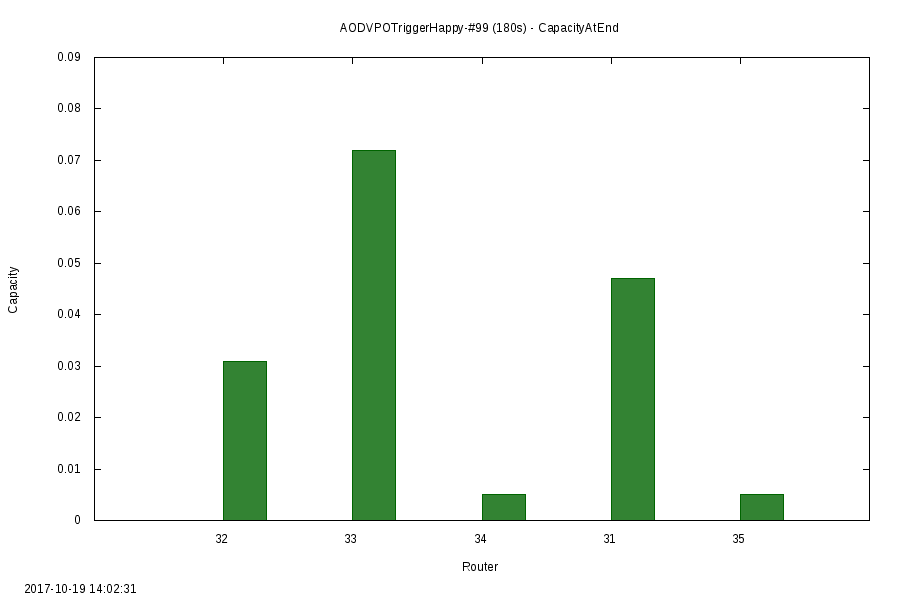 AODVPOTriggerHappy-#99 (180s) - CapacityAtEnd
0.09
0.08
0.07
0.06
0.05
0.04
0.03
0.02
0.01
0
Capacity
32 33 34 31 35
Router
2017-10-19 14:02:31